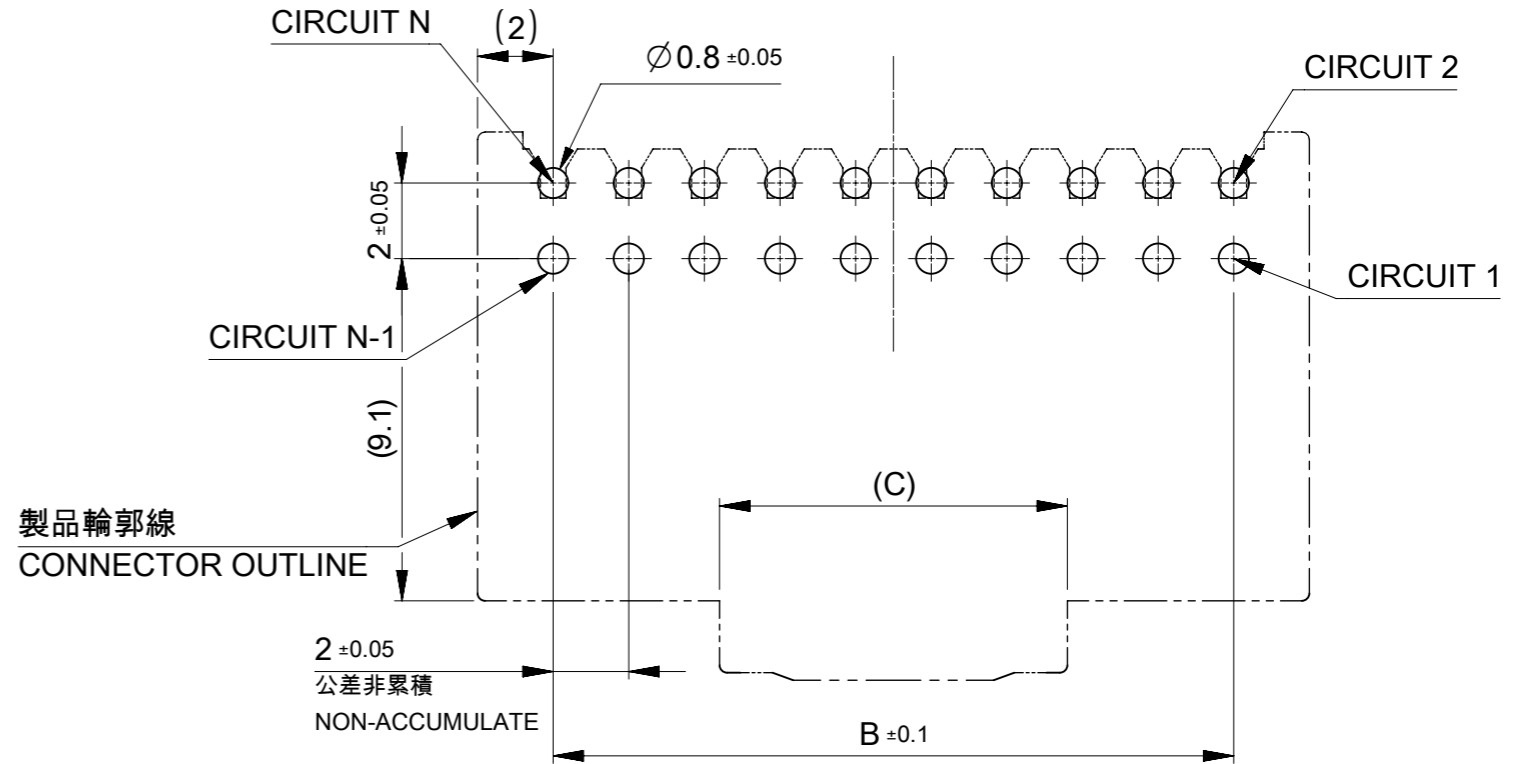 CIRCUIT N
(2)
Ø0.8 ±0.05
CIRCUIT 2
2 ±0.05
CIRCUIT 1
CIRCUIT N-1
(9.1)
(C)
製品輪郭線
CONNECTOR OUTLINE
2 ±0.05
公差非累積
NON-ACCUMULATE
B ±0.1